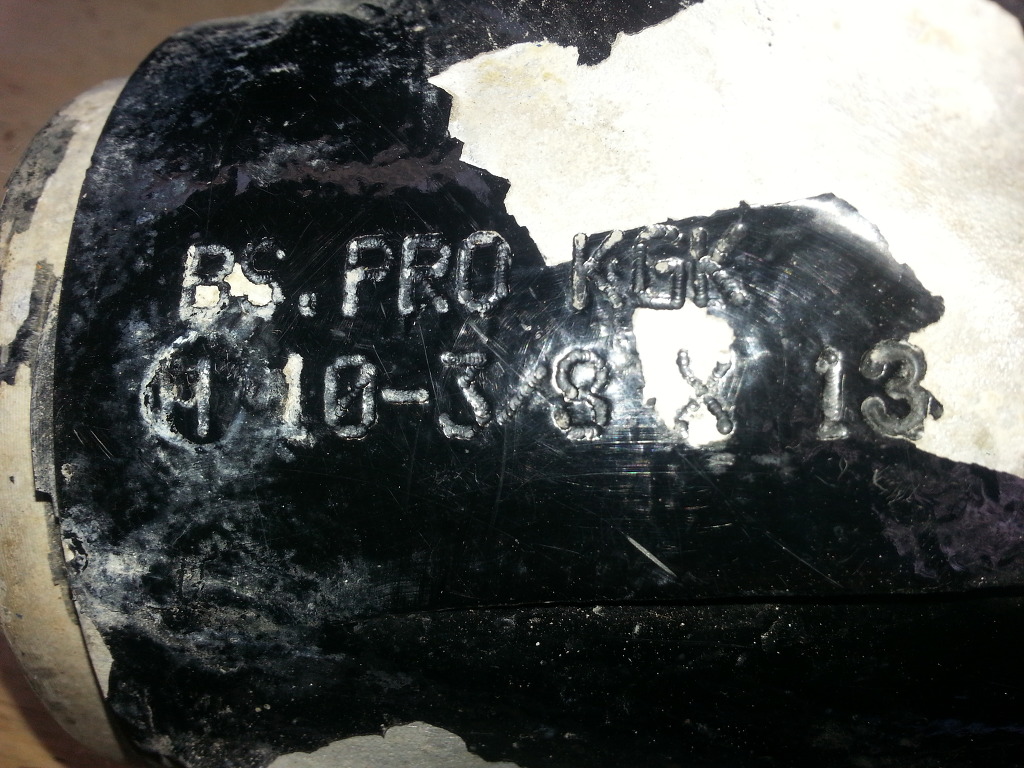 BS. PRO KGK
H 10-3/8 X 13